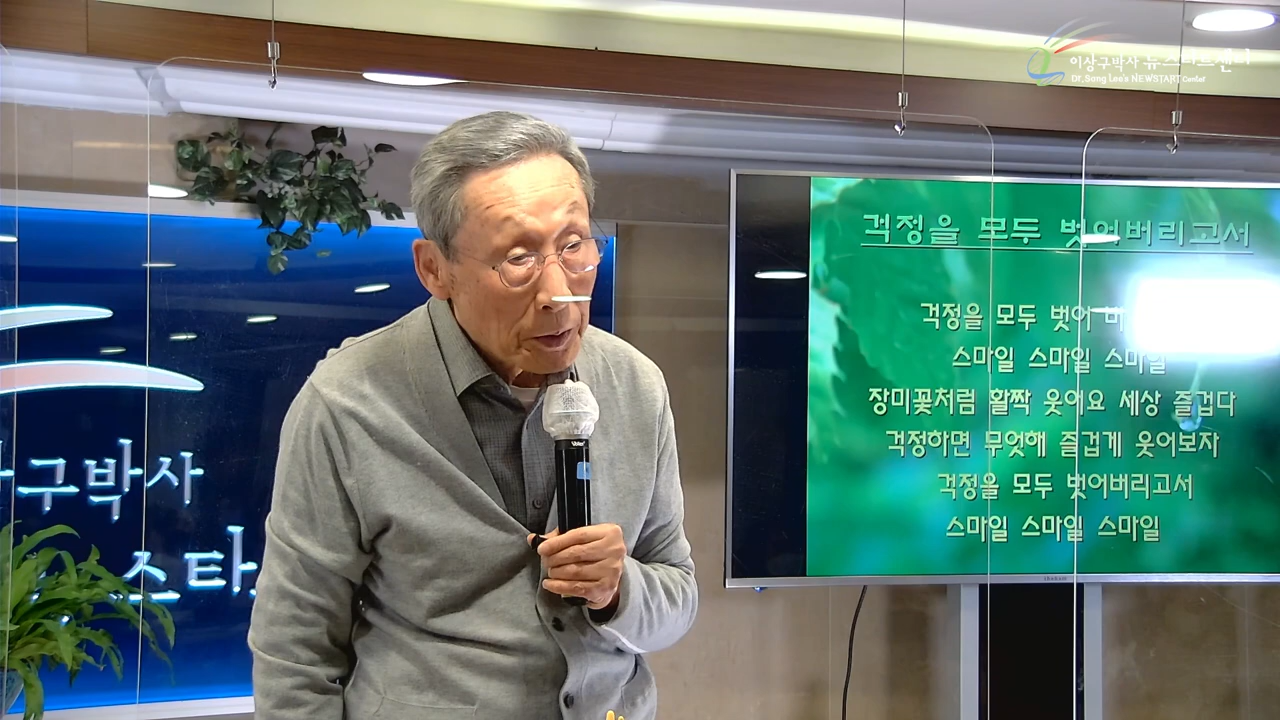 이상구박사 뉴스타트센터
Dr. Sang Lee's NEWSTART Center
걱정을 모두 벗어버리고서
걱정을 모두 벗어
스마일 스마일 스마일
장미꽃처럼 활짝 웃어요 세상 즐겁다
걱정하면 무엇해 즐겁게 웃어보자
걱정을 모두 벗어버리고서
스마일 스마일 스마일
구박사
스타